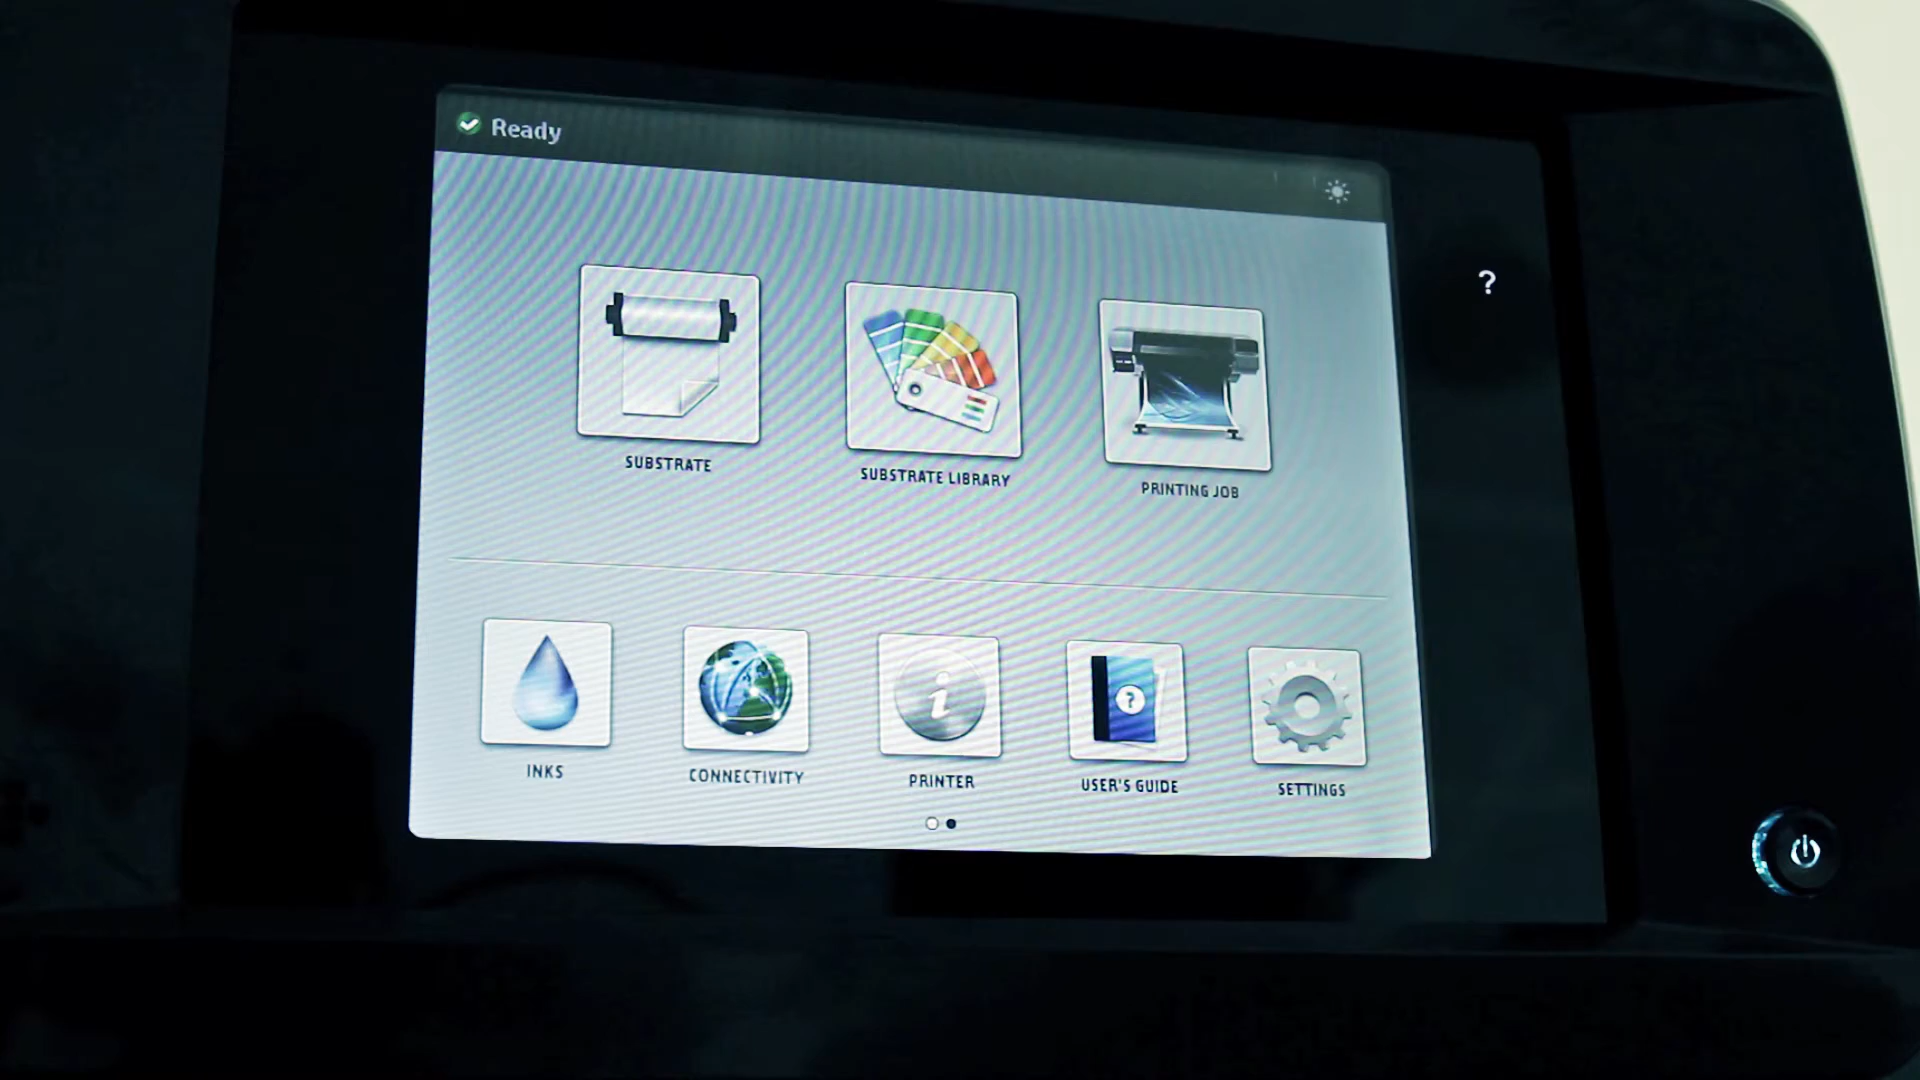 Ready
?
SUBSTRATE
SUBSTRATE LIBRARY
PRINTING JOB
i
?
INKS
CONNECTIVITY
PRINTER
USER'S GUIDE
SETTINGS